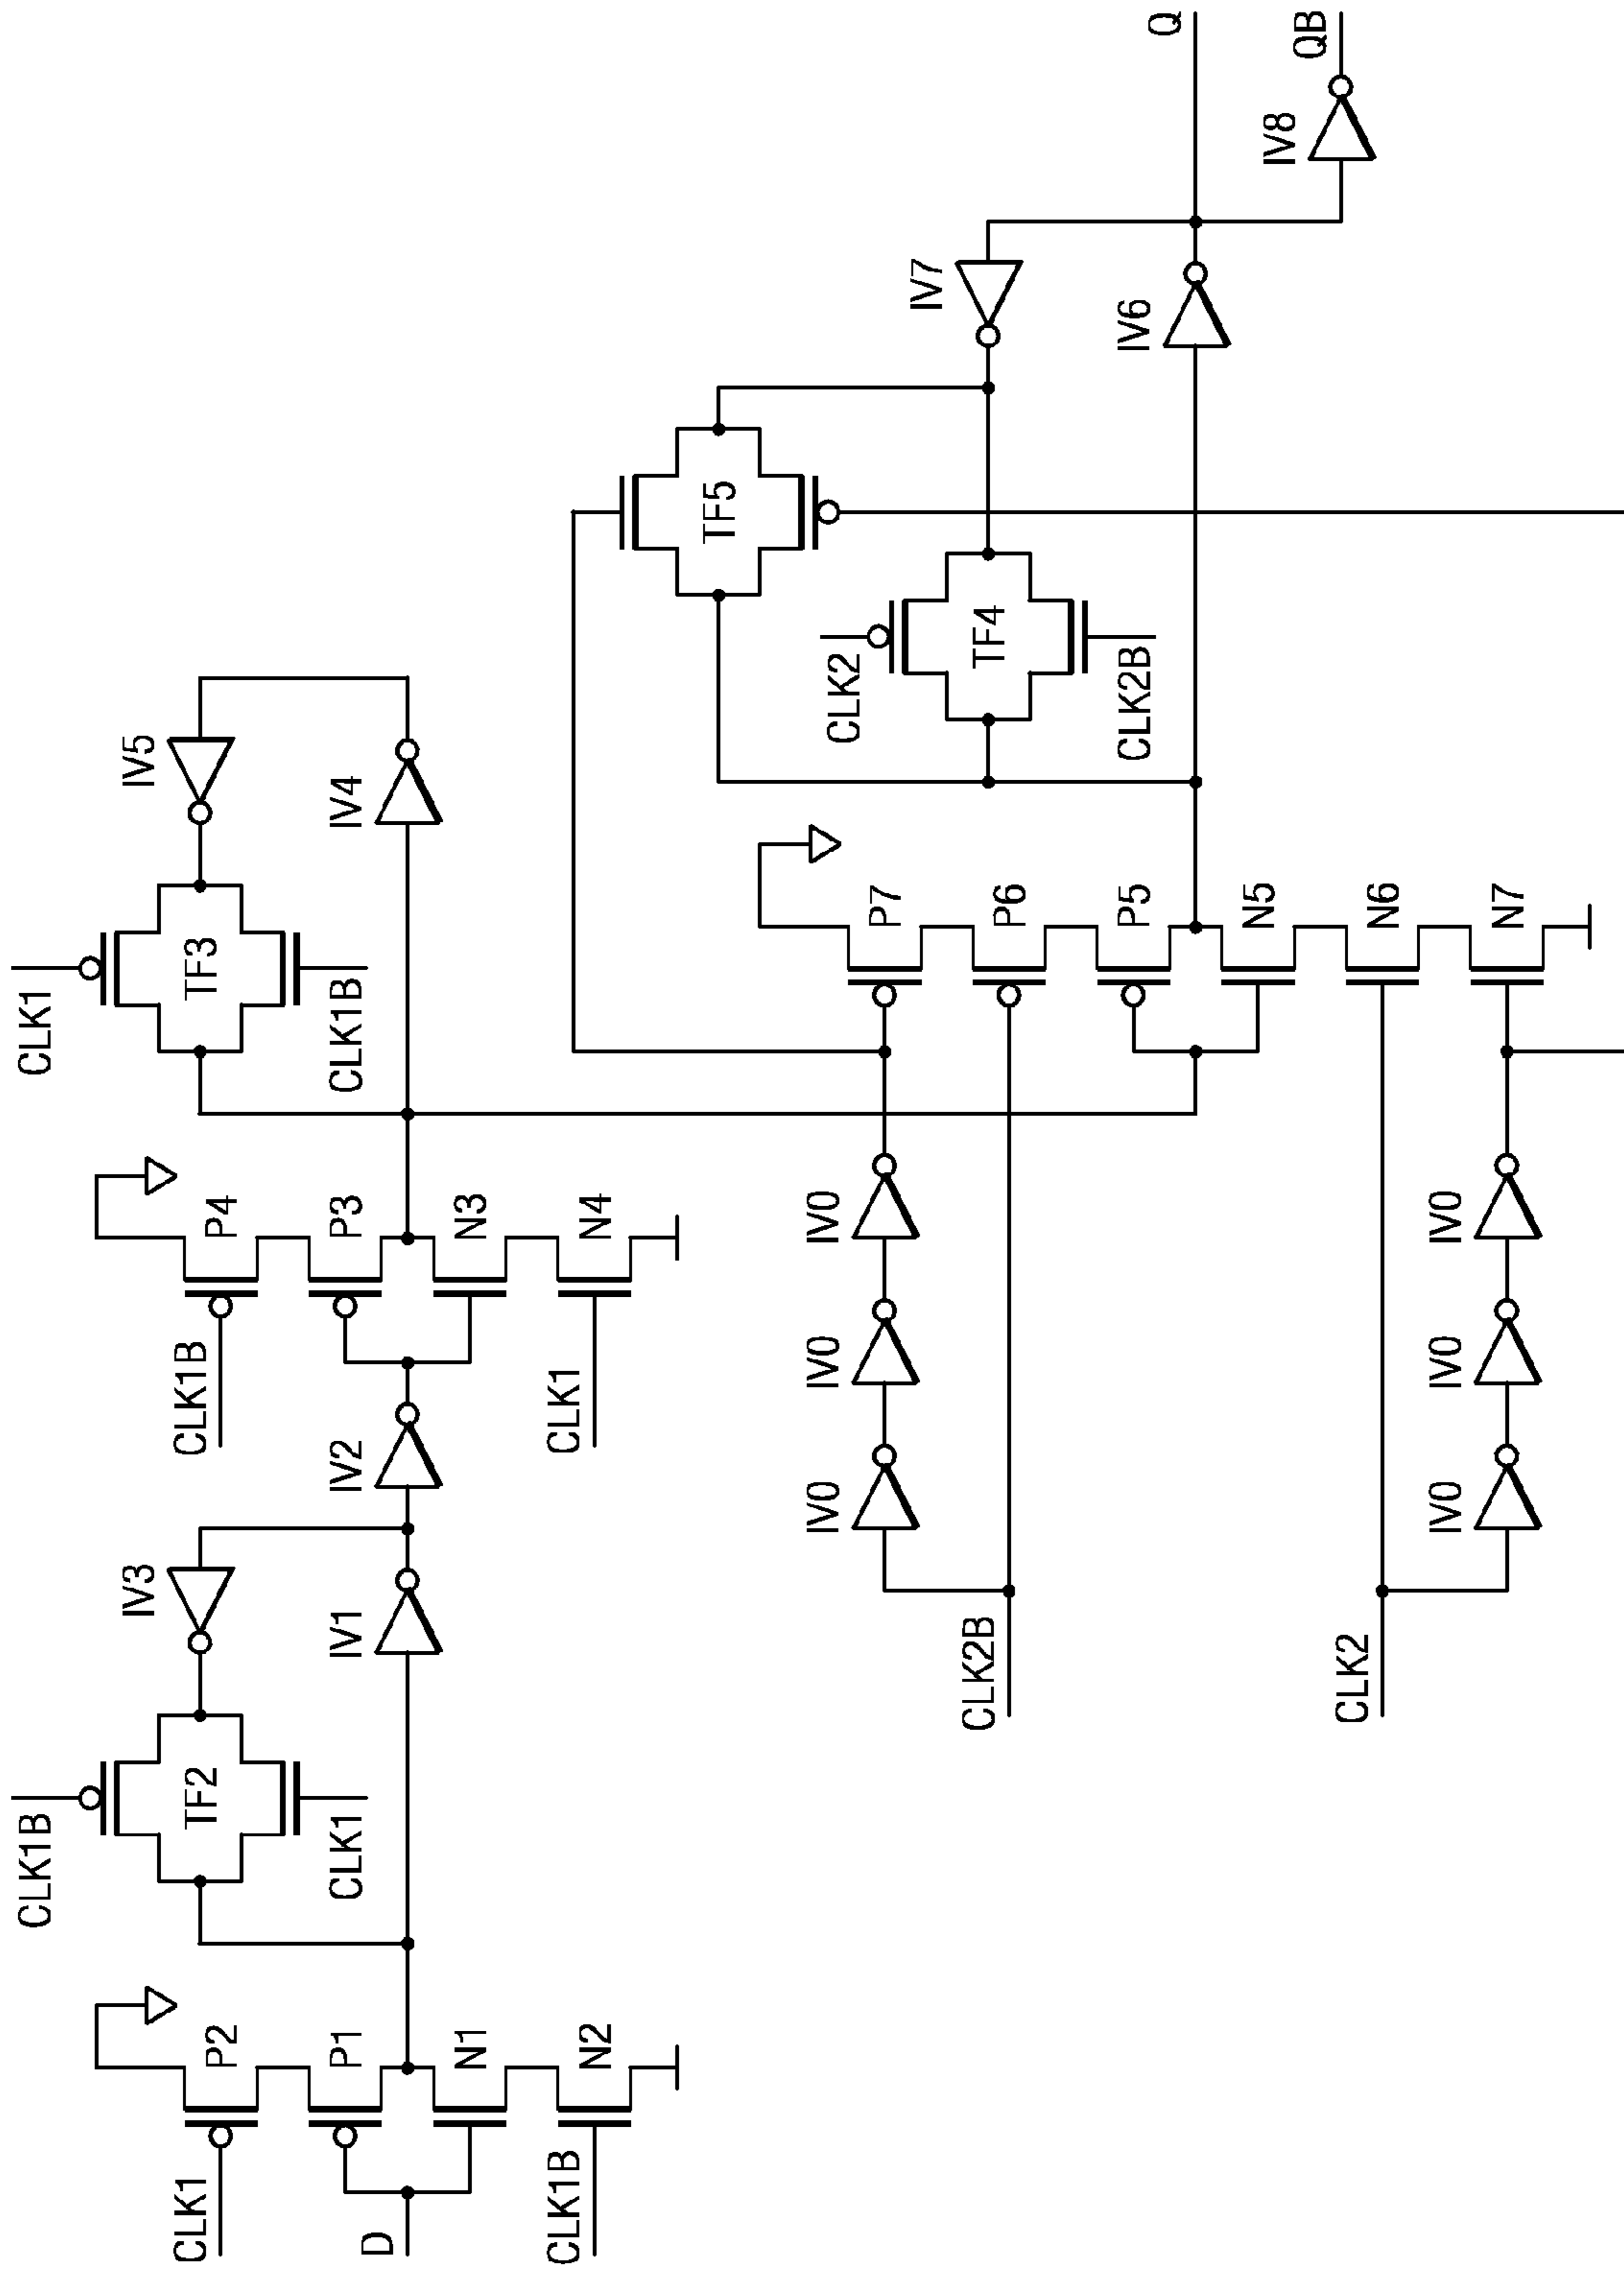 CLK1
P2
P1
D
N1
N2
CLK1B
CLK1B
TF2
CLK1
IV3
IV1
IV2
CLK1B
P4
P3
N3
N4
CLK1
CLK1
TF3
CLK1B
IV5
IV4
CLK2B
IV0
IV0
IV0
CLK2
IV0
IV0
IV0
P7
P6
P5
N5
N6
N7
CLK2
TF4
CLK2B
TF5
IV7
IV6
IV8
Q
QB